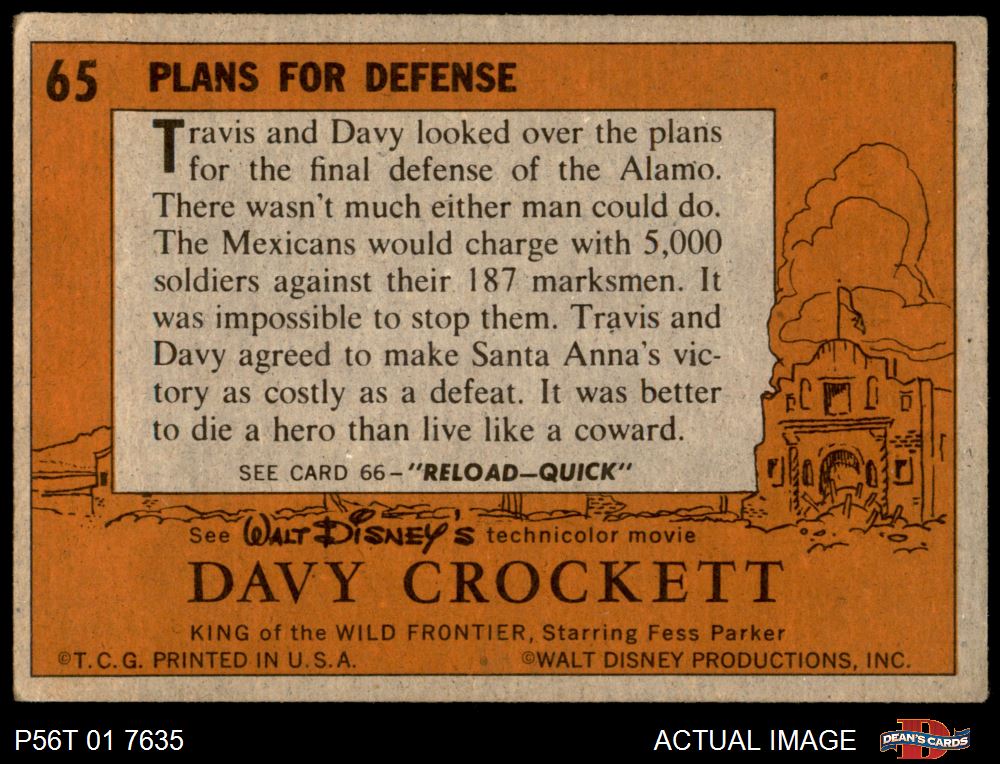 65 PLANS FOR DEFENSE
Travis and Davy looked over the plans
for the final defense of the Alamo.
There wasn't much either man could do.
The Mexicans would charge with 5,000
soldiers against their 187 marksmen. It
was impossible to stop them. Travis and
Davy agreed to make Santa Anna's vic-
tory as costly as a defeat. It was better
to die a hero than live like a coward.
SEE CARD 66–"RELOAD–QUICK"
See WALT DISNEY'S technicolor movie
DAVY CROCKETT
KING of the WILD FRONTIER, Starring Fess Parker
©T.C.G. PRINTED IN U.S.A. ©WALT DISNEY PRODUCTIONS, INC.
P56T 01 7635 ACTUAL IMAGE D DEAN'S CARDS